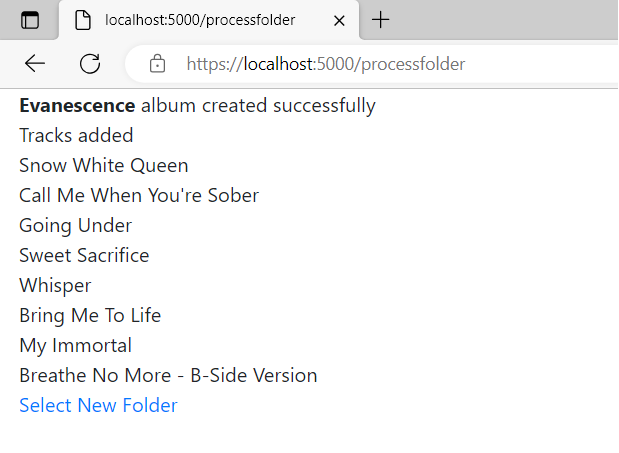 localhost:5000/processfolder
https://localhost:5000/processfolder
Evanescence album created successfully
Tracks added
Snow White Queen
Call Me When You're Sober
Going Under
Sweet Sacrifice
Whisper
Bring Me To Life
My Immortal
Breathe No More - B-Side Version
Select New Folder